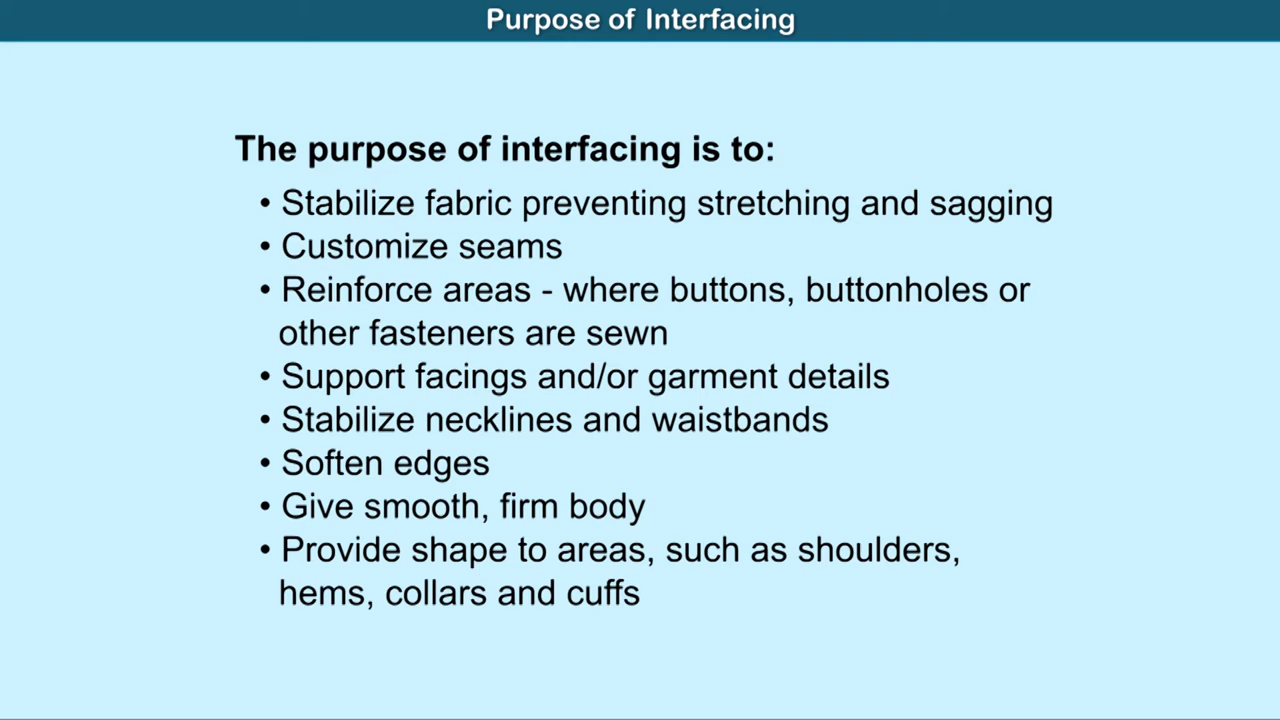 Purpose of Interfacing
The purpose of interfacing is to:
• Stabilize fabric preventing stretching and sagging
• Customize seams
• Reinforce areas - where buttons, buttonholes or
other fasteners are sewn
• Support facings and/or garment details
• Stabilize necklines and waistbands
• Soften edges
• Give smooth, firm body
• Provide shape to areas, such as shoulders,
hems, collars and cuffs